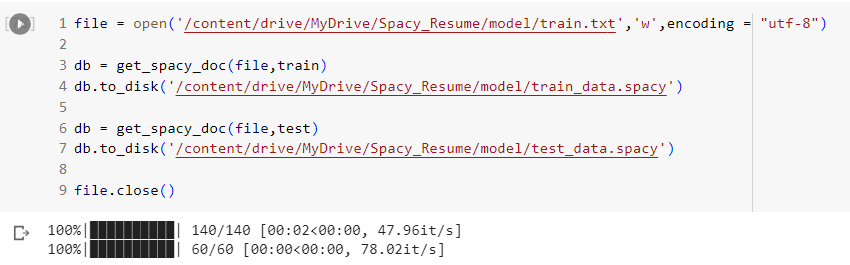 1 file = open('/content/drive/MyDrive/Spacy_Resume/model/train.txt','w',encoding = "utf-8")
2
3 db = get_spacy_doc(file,train)
4 db.to_disk('/content/drive/MyDrive/Spacy_Resume/model/train_data.spacy')
5
6 db = get_spacy_doc(file,test)
7 db.to_disk('/content/drive/MyDrive/Spacy_Resume/model/test_data.spacy')
8
9 file.close()
100%|██████████| 140/140 [00:02<00:00, 47.96it/s]
100%|██████████| 60/60 [00:00<00:00, 78.02it/s]